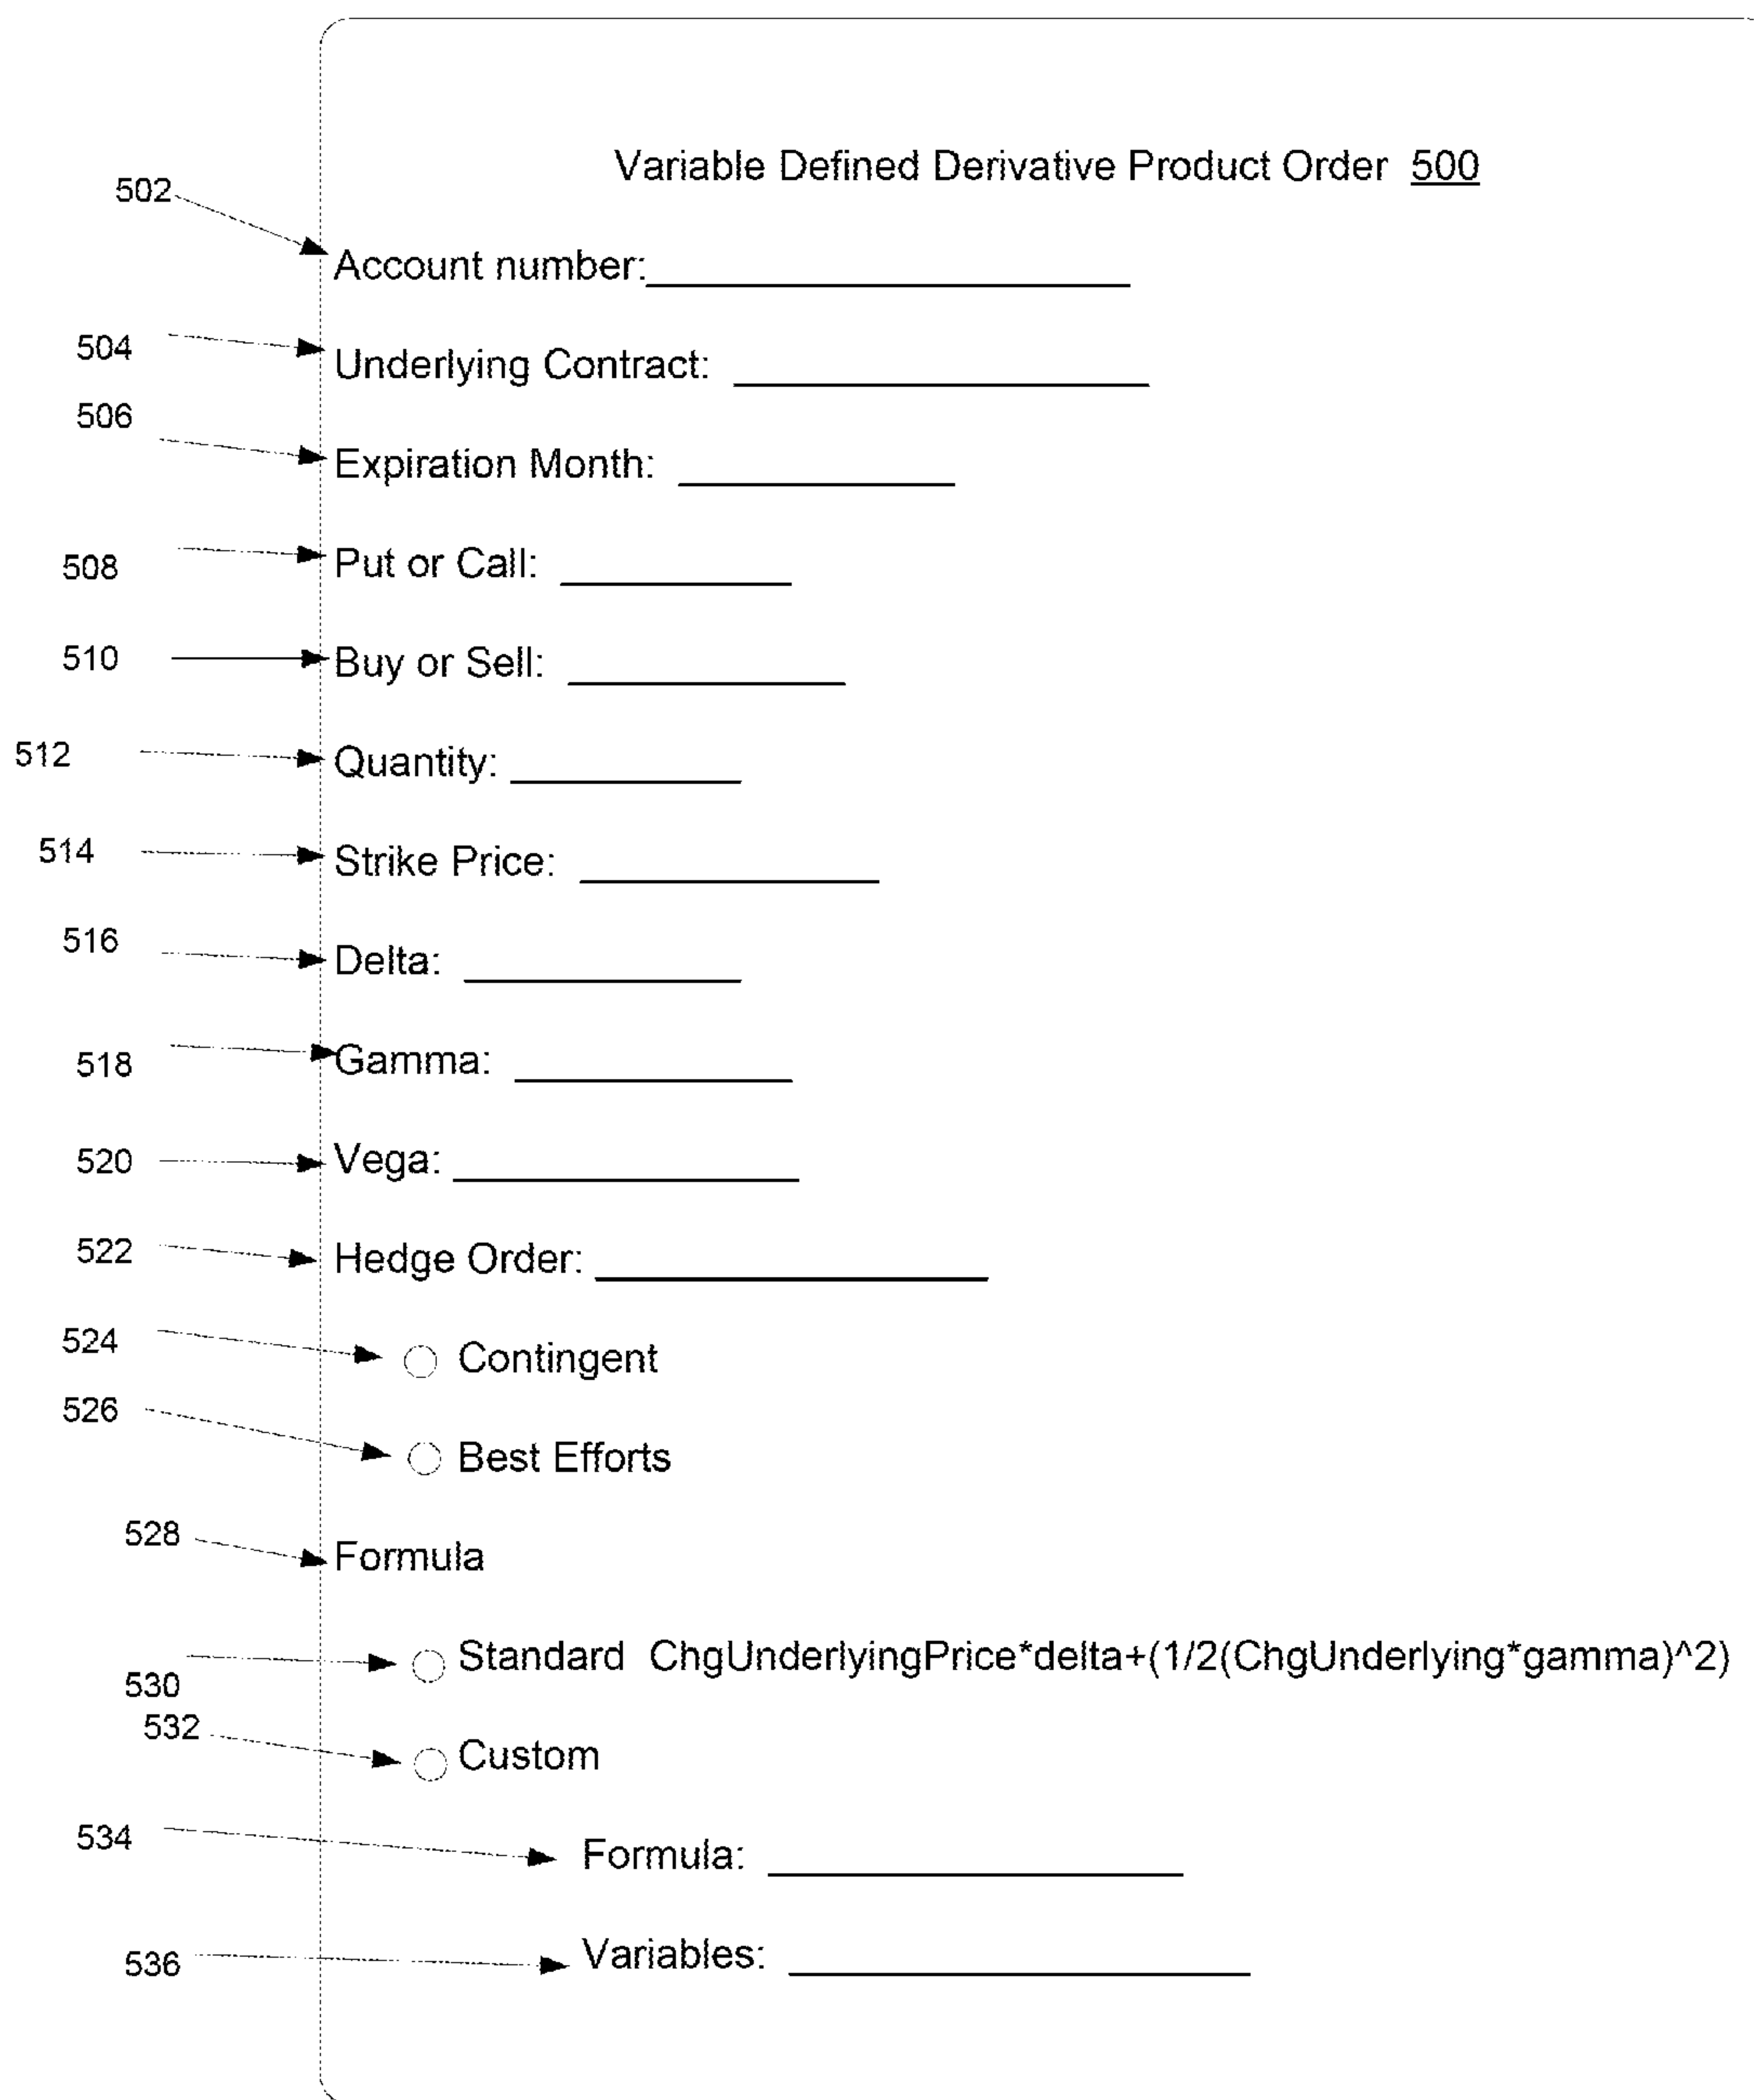 Variable Defined Derivative Product Order 500
502
Account number:
504
Underlying Contract:
506
Expiration Month:
508
Put or Call:
510
Buy or Sell:
512
Quantity:
514
Strike Price:
516
Delta:
518
Gamma:
520
Vega:
522
Hedge Order:
524
Contingent
526
Best Efforts
528
Formula
530
Standard ChgUnderlyingPrice*delta+(1/2(ChgUnderlying*gamma)^2)
532
Custom
534
Formula:
536
Variables: